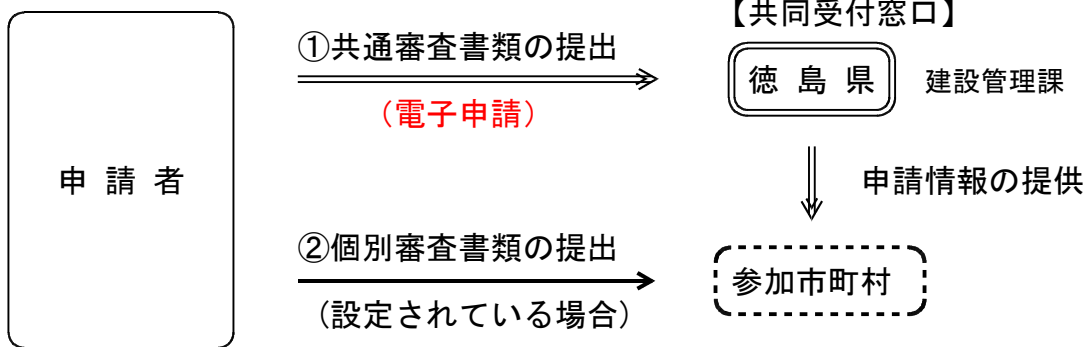 【共同受付窓口】
①共通審査書類の提出
(電子申請)
徳 島 県 建設管理課
申 請 者
申請情報の提供
②個別審査書類の提出
(設定されている場合)
参加市町村